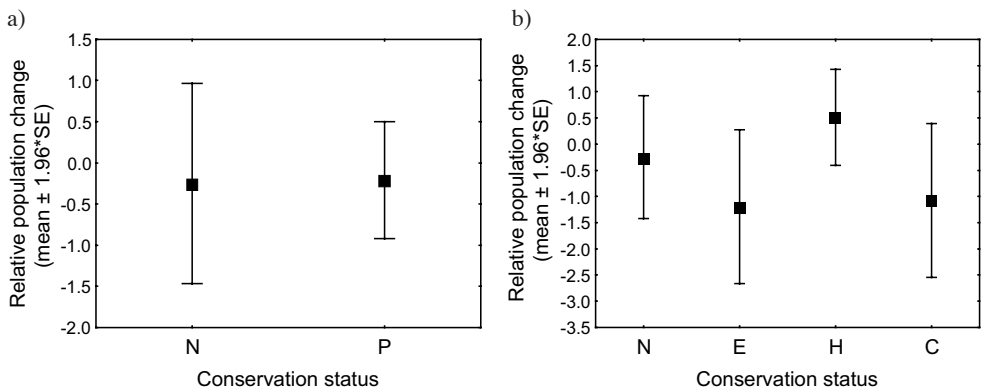 a)
Relative population change
(mean ± 1.96*SE)
1.5
1.0
0.5
0.0
-0.5
-1.0
-1.5
-2.0
N P
Conservation status
b)
Relative population change
(mean ± 1.96*SE)
2.0
1.5
1.0
0.5
0.0
-0.5
-1.0
-1.5
-2.0
-2.5
-3.0
-3.5
N E H C
Conservation status